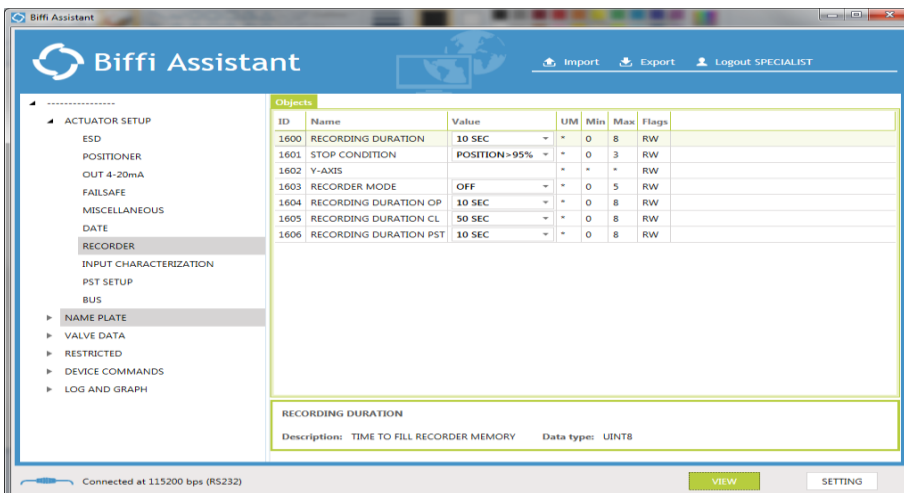 Biffi Assistant
Biffi Assistant
Import Export Logout SPECIALIST
----------------
ACTUATOR SETUP
ESD
POSITIONER
OUT 4-20mA
FAILSAFE
MISCELLANEOUS
DATE
RECORDER
INPUT CHARACTERIZATION
PST SETUP
BUS
NAME PLATE
VALVE DATA
RESTRICTED
DEVICE COMMANDS
LOG AND GRAPH
Objects
ID Name Value UM Min Max Flags
1600 RECORDING DURATION 10 SEC * 0 8 RW
1601 STOP CONDITION POSITION>95% * 0 3 RW
1602 Y-AXIS * * * RW
1603 RECORDER MODE OFF * 0 5 RW
1604 RECORDING DURATION OP 10 SEC * 0 8 RW
1605 RECORDING DURATION CL 50 SEC * 0 8 RW
1606 RECORDING DURATION PST 10 SEC * 0 8 RW
RECORDING DURATION
Description: TIME TO FILL RECORDER MEMORY Data type: UINT8
Connected at 115200 bps (RS232) VIEW SETTING